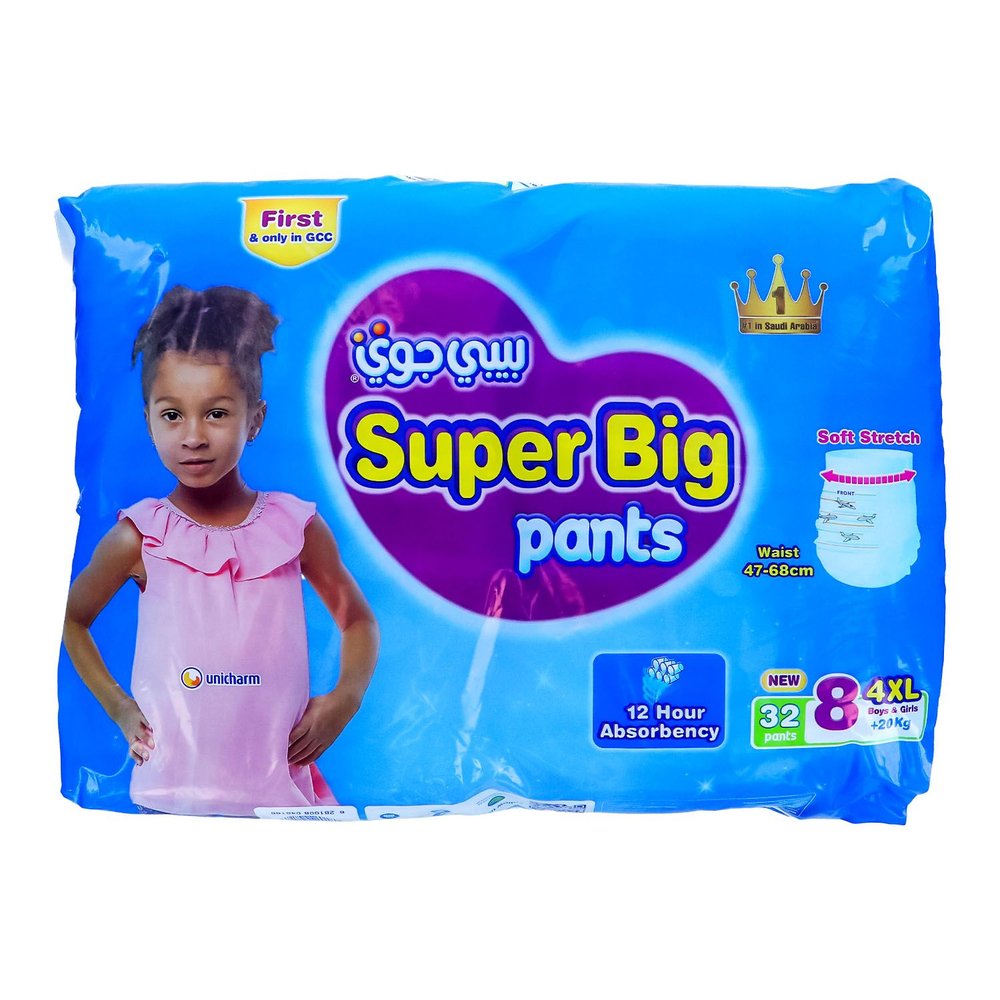 First
& only in GCC
1
#1 in Saudi Arabia
بيبي جوي
®
Super Big
pants
Soft Stretch
FRONT
Waist
47-68cm
unicharm
12 Hour
Absorbency
NEW
32
pants
8
4XL
Boys & Girls
+20Kg